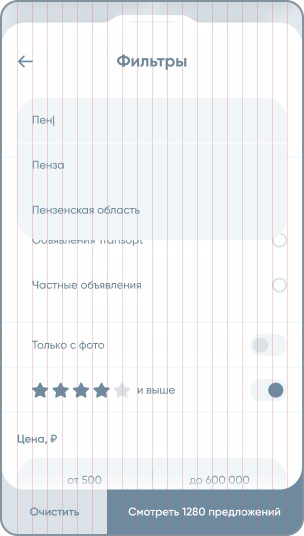 Фильтры
Пен
Пенза
Пензенская область
Объявления Transopt
Частные объявления
Только с фото
и выше
Цена, ₽
от 500
до 600 000
Очистить
Смотреть 1280 предложений